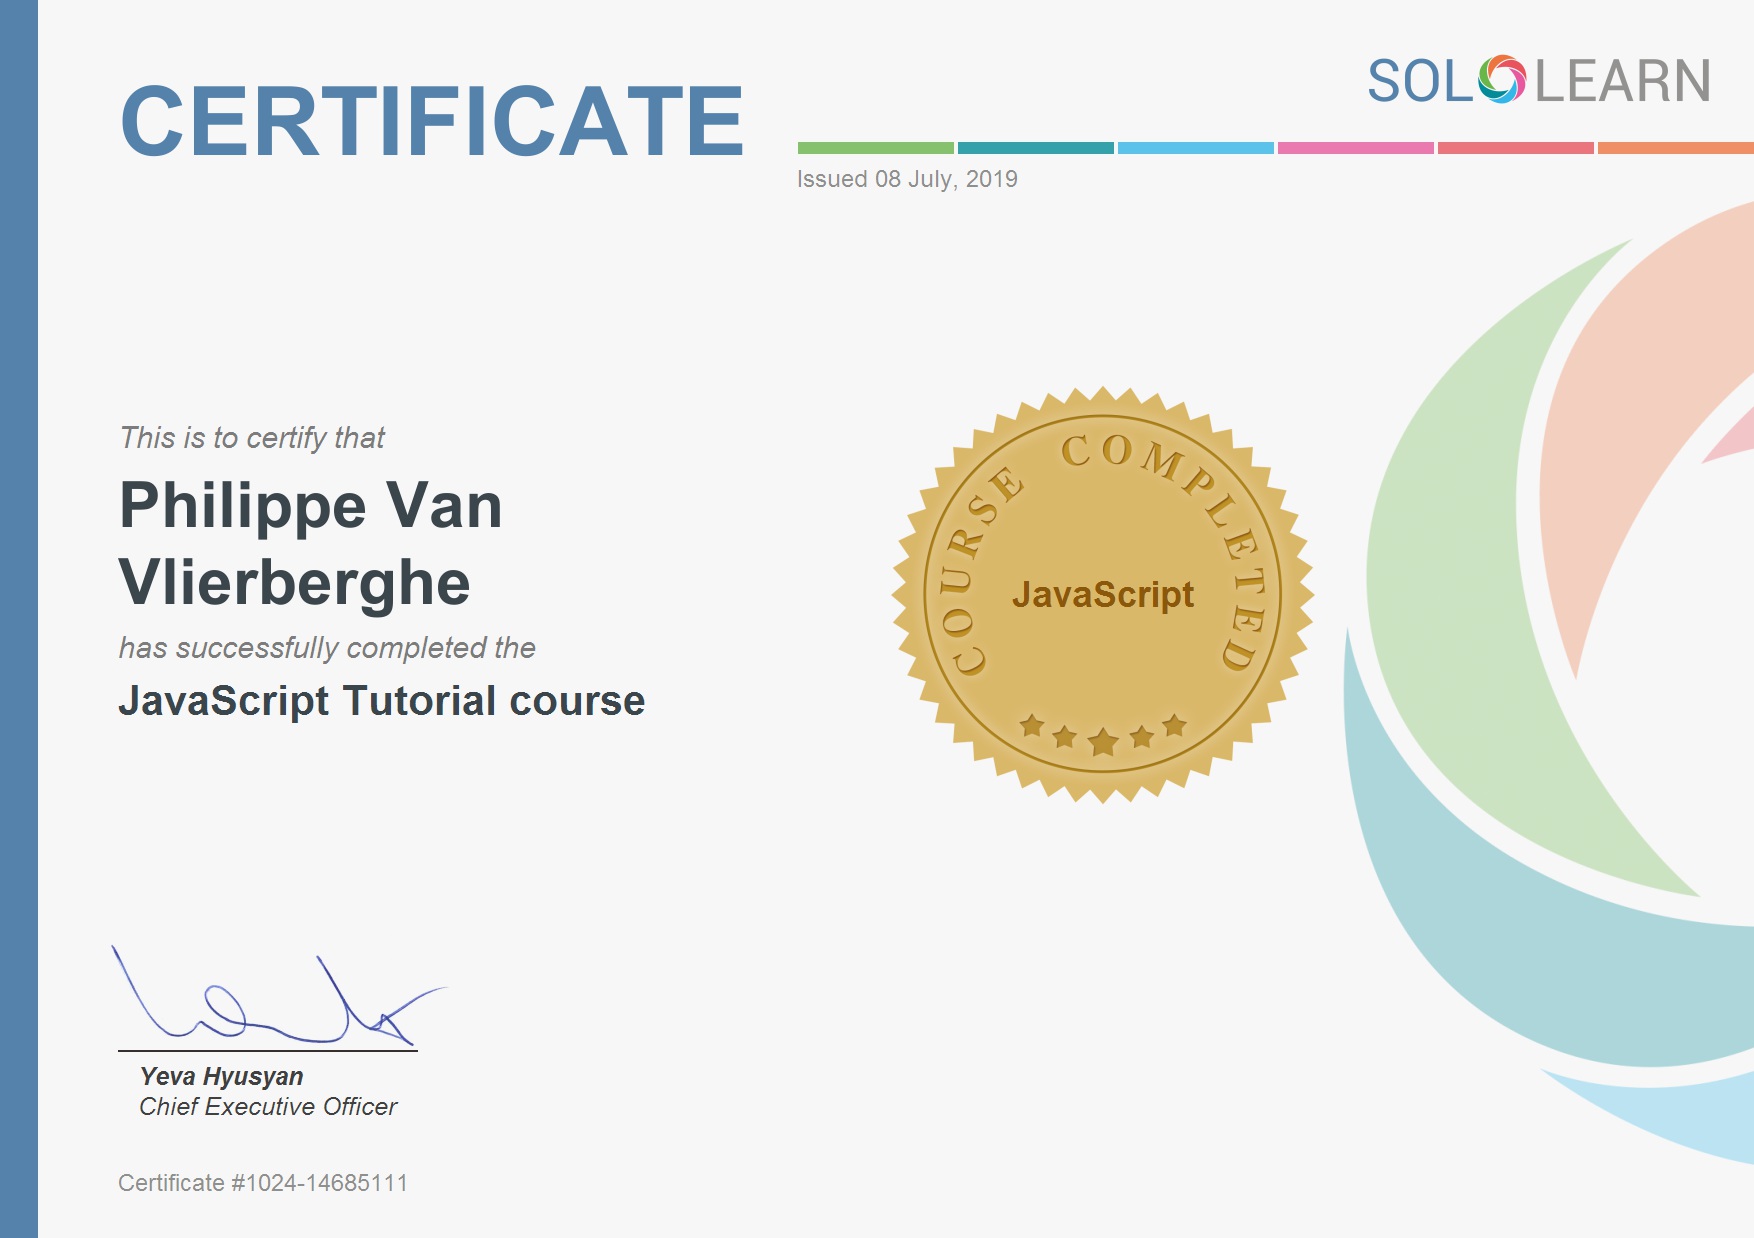 CERTIFICATE
SOLOLEARN
Issued 08 July, 2019
This is to certify that
Philippe Van
Vlierberghe
has successfully completed the
JavaScript Tutorial course
COURSE COMPLETED
JavaScript
Yeva Hyusyan
Chief Executive Officer
Certificate #1024-14685111